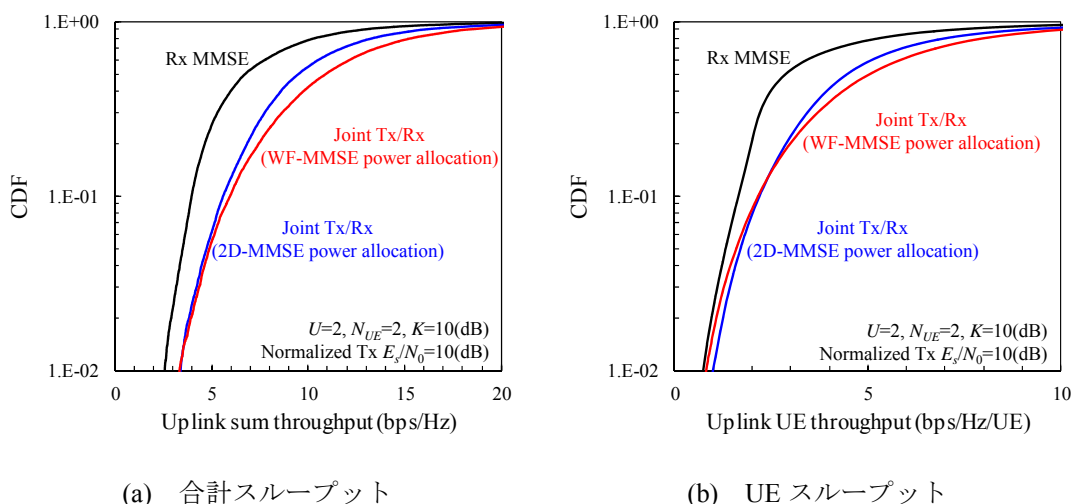 1.E+00
Rx MMSE
Joint Tx/Rx
(WF-MMSE power allocation)
CDF
1.E-01
Joint Tx/Rx
(2D-MMSE power allocation)
U=2, N_UE=2, K=10(dB)
Normalized Tx E_s/N_0=10(dB)
1.E-02
0 5 10 15 20
Uplink sum throughput (bps/Hz)
(a) 合計スループット
1.E+00
Rx MMSE
Joint Tx/Rx
(WF-MMSE power allocation)
CDF
1.E-01
Joint Tx/Rx
(2D-MMSE power allocation)
U=2, N_UE=2, K=10(dB)
Normalized Tx E_s/N_0=10(dB)
1.E-02
0 5 10
Uplink UE throughput (bps/Hz/UE)
(b) UE スループット